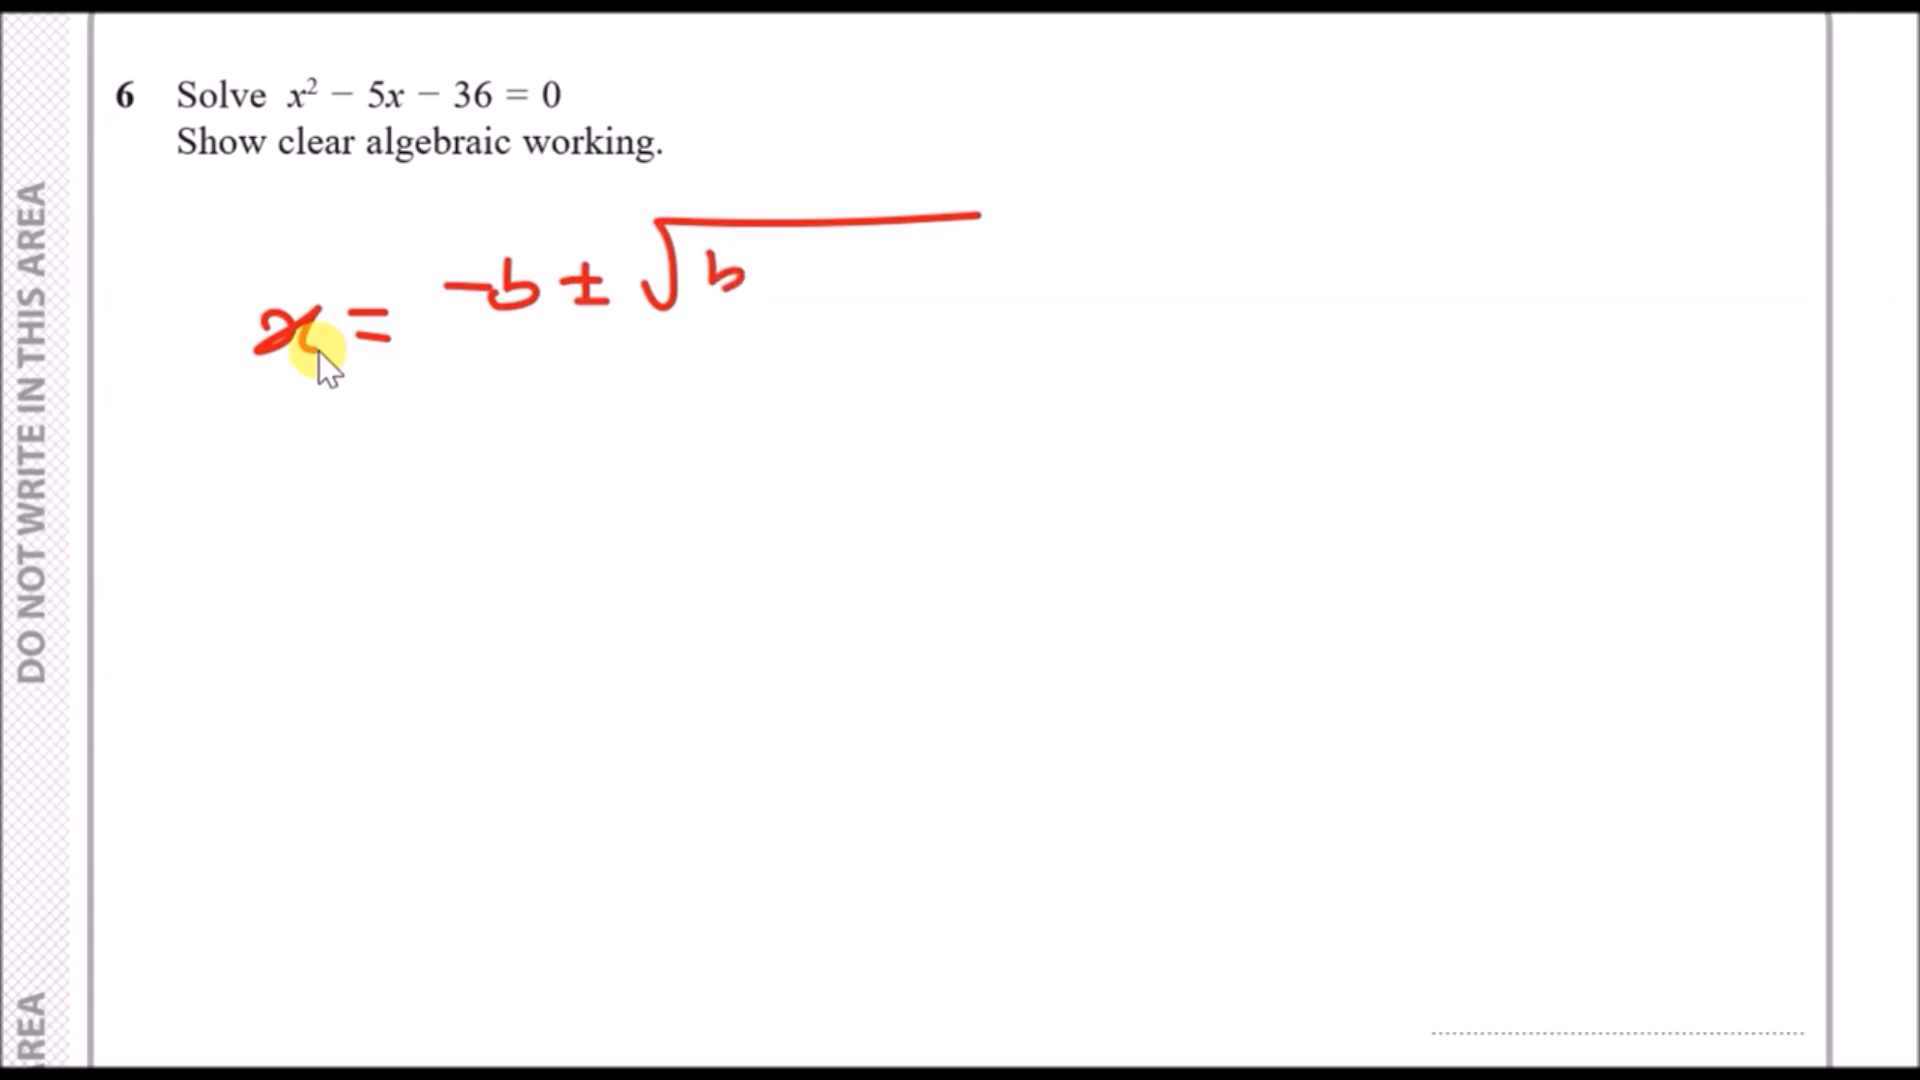 DO NOT WRITE IN THIS AREA
REA
6 Solve x² − 5x − 36 = 0
Show clear algebraic working.
x = −b ± √b